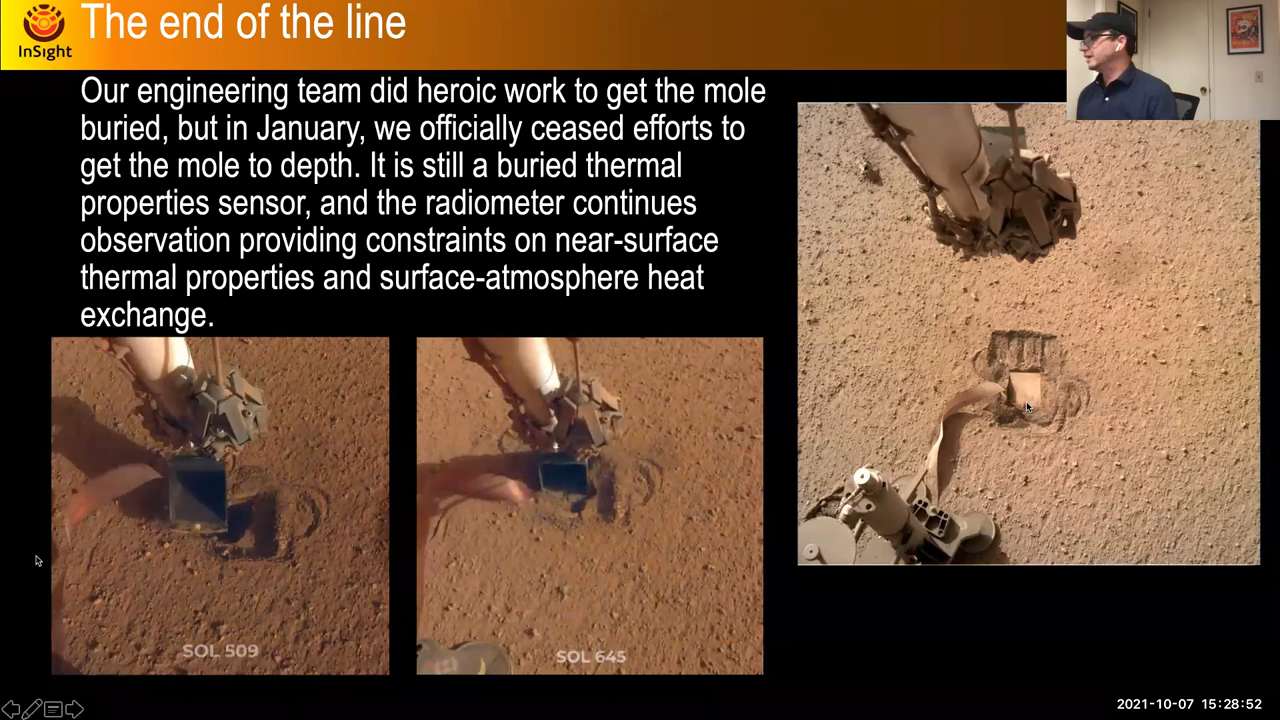 The end of the line
InSight
Our engineering team did heroic work to get the mole
buried, but in January, we officially ceased efforts to
get the mole to depth. It is still a buried thermal
properties sensor, and the radiometer continues
observation providing constraints on near-surface
thermal properties and surface-atmosphere heat
exchange.
SOL 509
SOL 645
2021-10-07 15:28:52